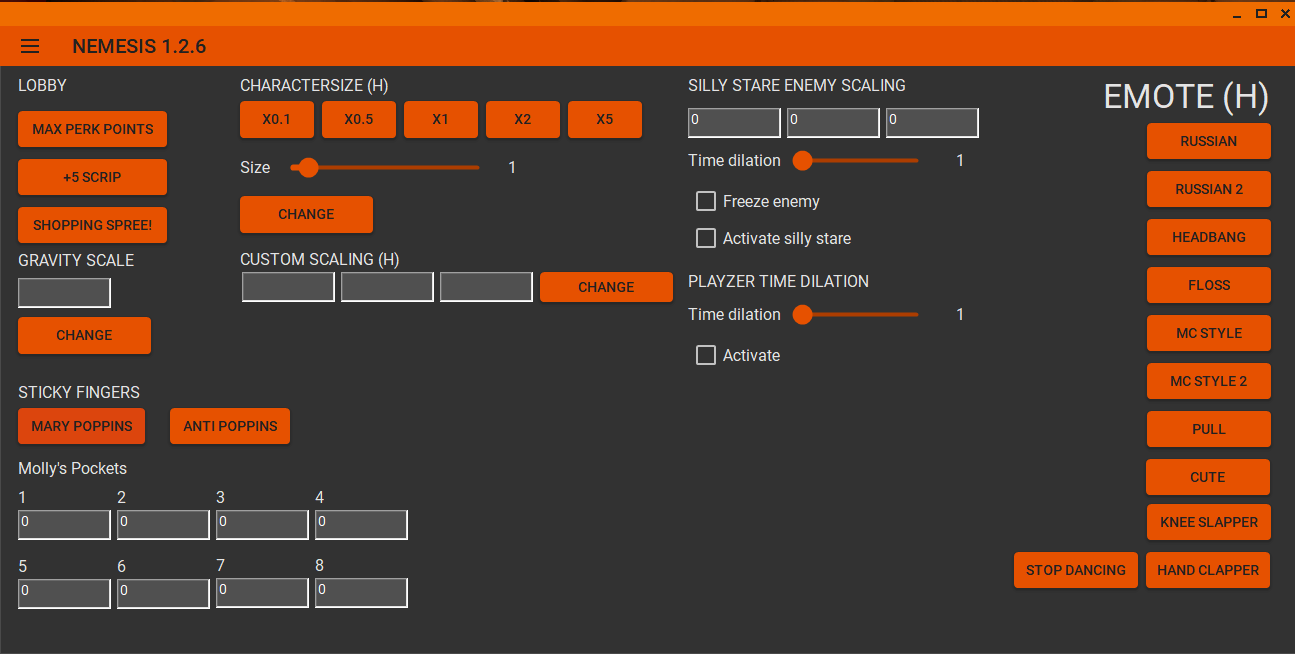 NEMESIS 1.2.6
LOBBY
MAX PERK POINTS
+5 SCRIP
SHOPPING SPREE!
GRAVITY SCALE
CHANGE
CHARACTERSIZE (H)
X0.1 X0.5 X1 X2 X5
Size 1
CHANGE
CUSTOM SCALING (H)
CHANGE
STICKY FINGERS
MARY POPPINS ANTI POPPINS
Molly's Pockets
1 2 3 4
0 0 0 0
5 6 7 8
0 0 0 0
SILLY STARE ENEMY SCALING
0 0 0
Time dilation 1
Freeze enemy
Activate silly stare
PLAYZER TIME DILATION
Time dilation 1
Activate
EMOTE (H)
RUSSIAN
RUSSIAN 2
HEADBANG
FLOSS
MC STYLE
MC STYLE 2
PULL
CUTE
KNEE SLAPPER
STOP DANCING HAND CLAPPER